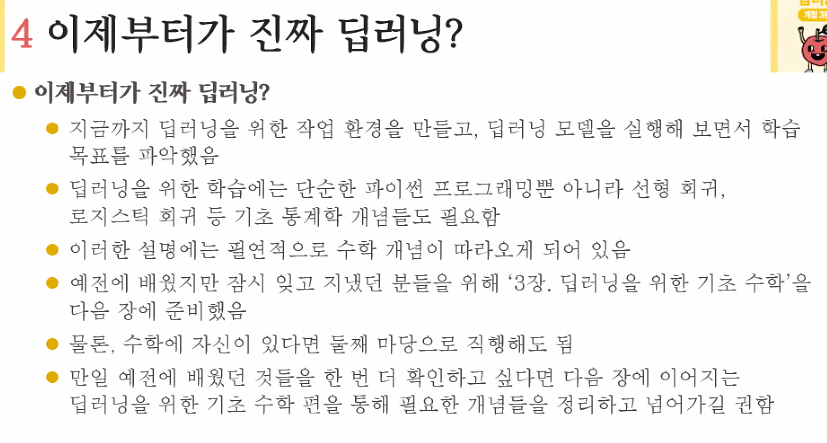 4 이제부터가 진짜 딥러닝?
이제부터가 진짜 딥러닝?
지금까지 딥러닝을 위한 작업 환경을 만들고, 딥러닝 모델을 실행해 보면서 학습
목표를 파악했음
딥러닝을 위한 학습에는 단순한 파이썬 프로그래밍뿐 아니라 선형 회귀,
로지스틱 회귀 등 기초 통계학 개념들도 필요함
이러한 설명에는 필연적으로 수학 개념이 따라오게 되어 있음
예전에 배웠지만 잠시 잊고 지냈던 분들을 위해 ‘3장. 딥러닝을 위한 기초 수학’을
다음 장에 준비했음
물론, 수학에 자신이 있다면 둘째 마당으로 직행해도 됨
만일 예전에 배웠던 것들을 한 번 더 확인하고 싶다면 다음 장에 이어지는
딥러닝을 위한 기초 수학 편을 통해 필요한 개념들을 정리하고 넘어가길 권함